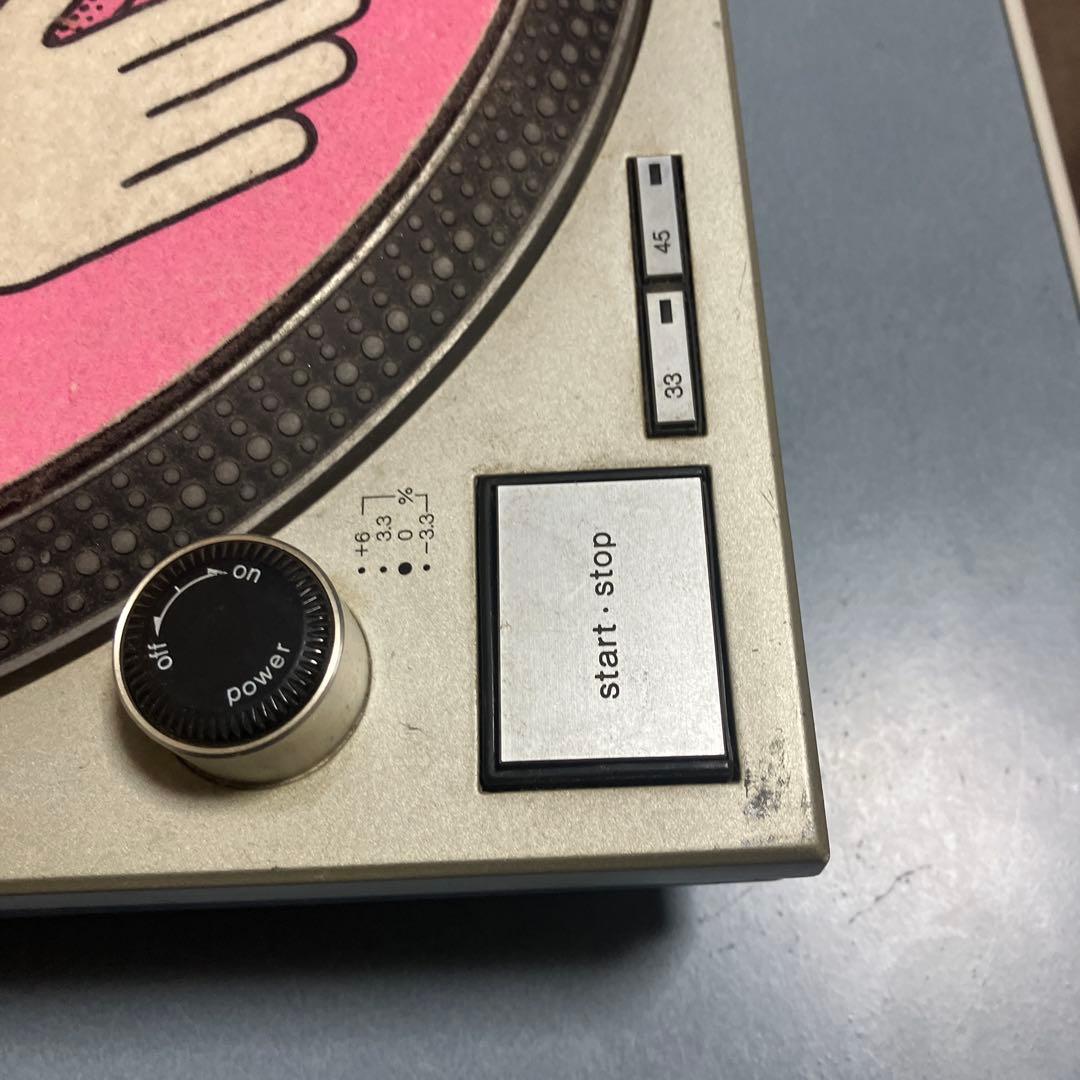 45
33
+6
3.3
0 %
−3.3
start · stop
off
on
power